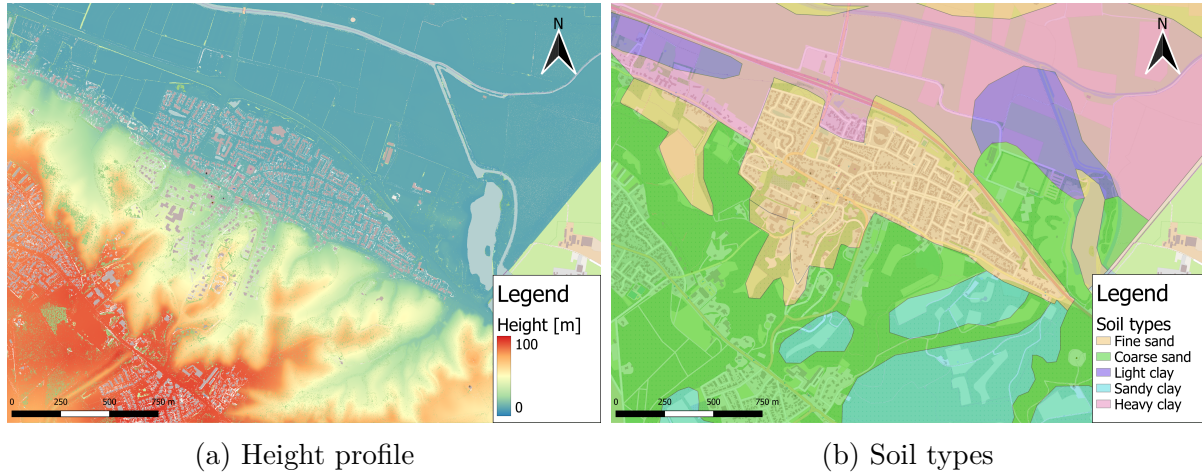 N
Legend
Height [m]
100
0
0 250 500 750 m
(a) Height profile
N
Legend
Soil types
Fine sand
Coarse sand
Light clay
Sandy clay
Heavy clay
0 250 500 750 m
(b) Soil types